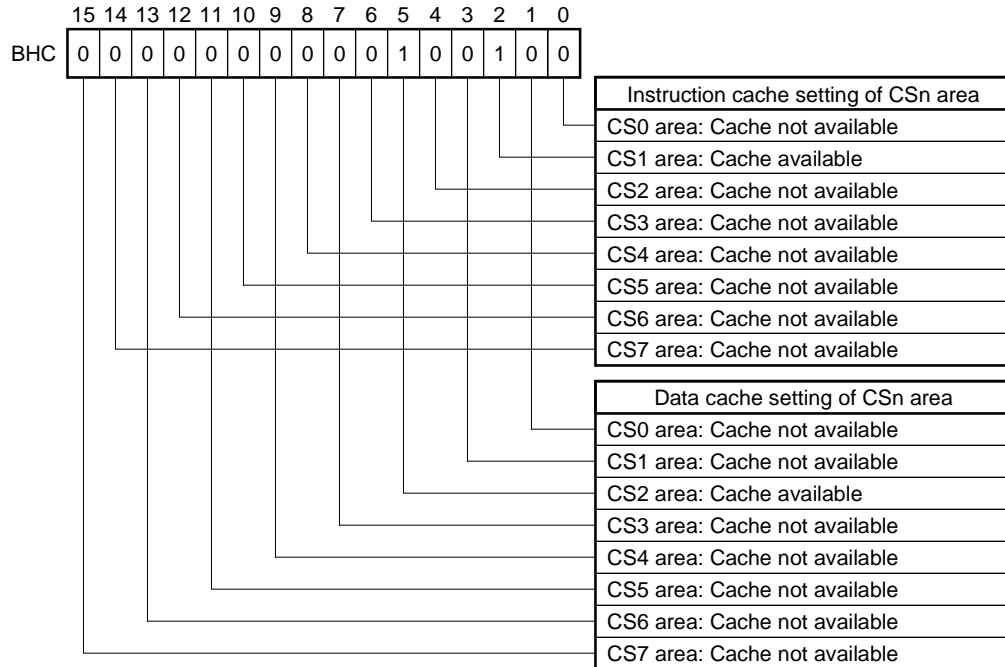 15 14 13 12 11 10 9 8 7 6 5 4 3 2 1 0
BHC 0 0 0 0 0 0 0 0 0 0 1 0 0 1 0 0
Instruction cache setting of CSn area
CS0 area: Cache not available
CS1 area: Cache available
CS2 area: Cache not available
CS3 area: Cache not available
CS4 area: Cache not available
CS5 area: Cache not available
CS6 area: Cache not available
CS7 area: Cache not available
Data cache setting of CSn area
CS0 area: Cache not available
CS1 area: Cache not available
CS2 area: Cache available
CS3 area: Cache not available
CS4 area: Cache not available
CS5 area: Cache not available
CS6 area: Cache not available
CS7 area: Cache not available